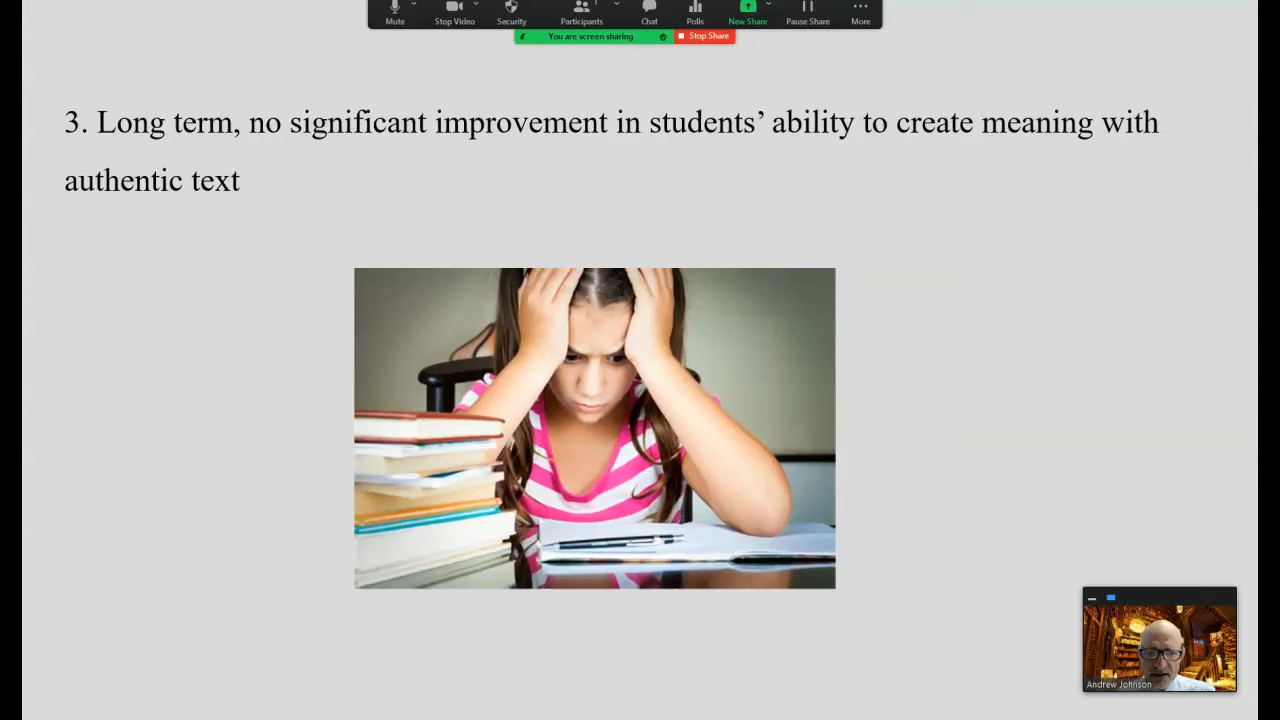 Mute
Stop Video
Security
Participants
Chat
Polls
New Share
Pause Share
More
You are screen sharing
Stop Share
3. Long term, no significant improvement in students’ ability to create meaning with
authentic text
Andrew Johnson